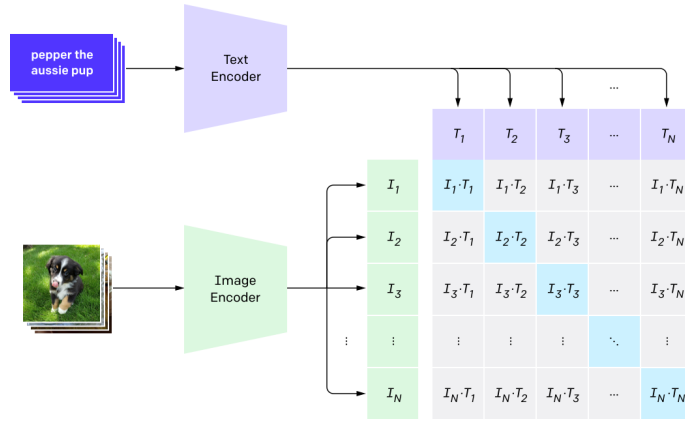 pepper the
aussie pup
Text
Encoder
...
T1 T2 T3 ... TN
I1 I1·T1 I1·T2 I1·T3 ... I1·TN
I2 I2·T1 I2·T2 I2·T3 ... I2·TN
Image
Encoder
I3 I3·T1 I3·T2 I3·T3 ... I3·TN
⋮ ⋮ ⋮ ⋮ ⋮ ⋱ ⋮
IN IN·T1 IN·T2 IN·T3 ... IN·TN